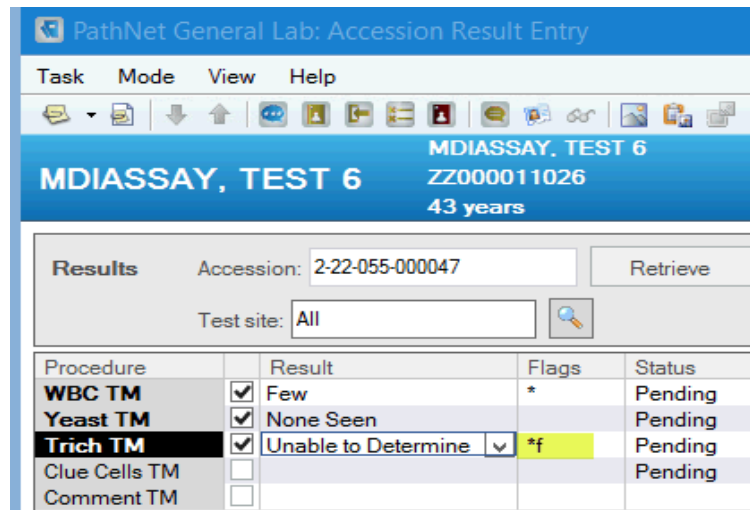 PathNet General Lab: Accession Result Entry
Task Mode View Help
MDIASSAY, TEST 6
MDIASSAY, TEST 6
ZZ000011026
43 years
Results Accession: 2-22-055-000047 Retrieve
Test site: All
Procedure Result Flags Status
WBC TM Few * Pending
Yeast TM None Seen Pending
Trich TM Unable to Determine *f Pending
Clue Cells TM Pending
Comment TM